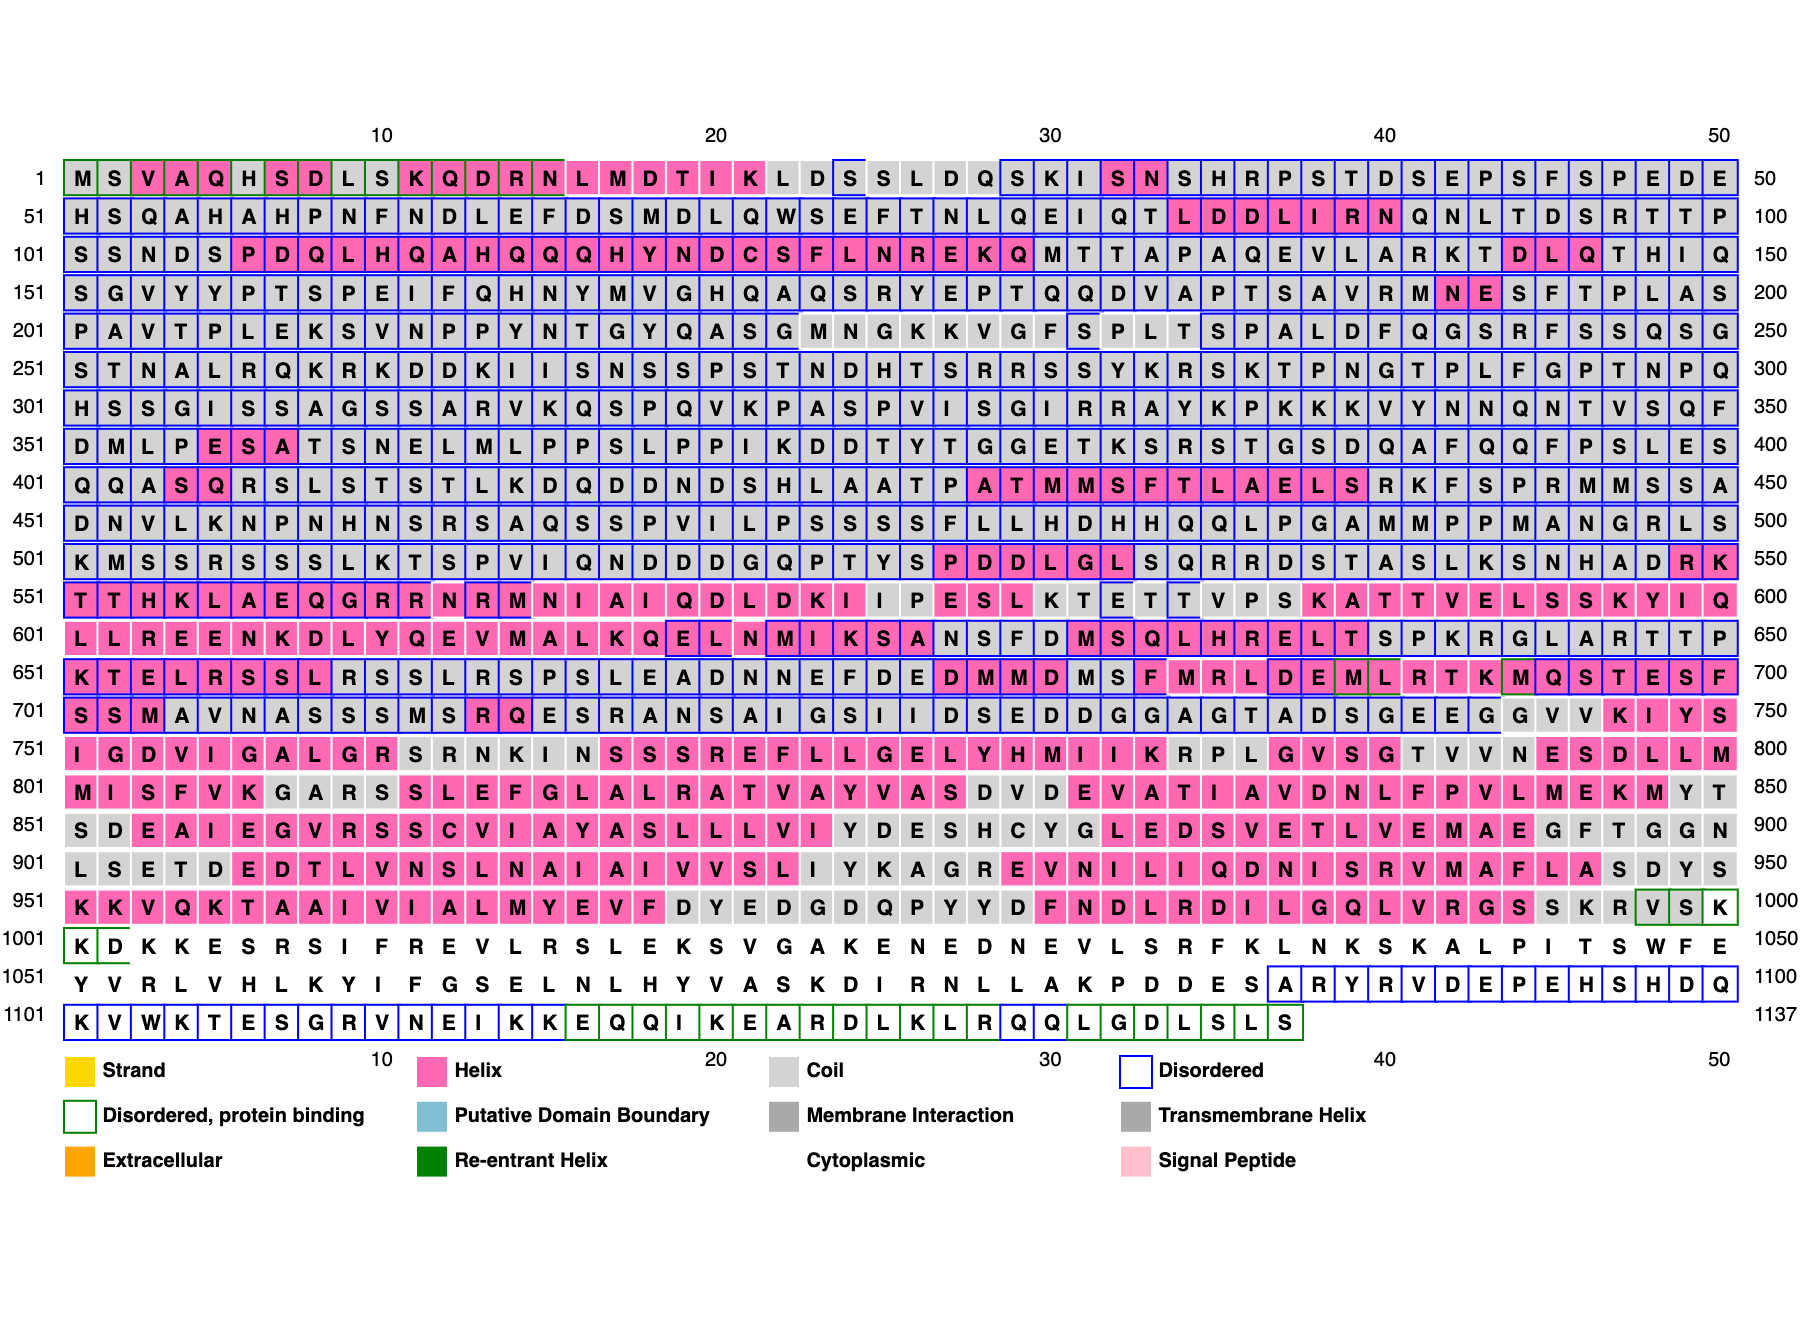 10 20 30 40 50
1 M S V A Q H S D L S K Q D R N L M D T I K L D S S L D Q S K I S N S H R P S T D S E P S F S P E D E 50
51 H S Q A H A H P N F N D L E F D S M D L Q W S E F T N L Q E I Q T L D D L I R N Q N L T D S R T T P 100
101 S S N D S P D Q L H Q A H Q Q Q H Y N D C S F L N R E K Q M T T A P A Q E V L A R K T D L Q T H I Q 150
151 S G V Y Y P T S P E I F Q H N Y M V G H Q A Q S R Y E P T Q Q D V A P T S A V R M N E S F T P L A S 200
201 P A V T P L E K S V N P P Y N T G Y Q A S G M N G K K V G F S P L T S P A L D F Q G S R F S S Q S G 250
251 S T N A L R Q K R K D D K I I S N S S P S T N D H T S R R S S Y K R S K T P N G T P L F G P T N P Q 300
301 H S S G I S S A G S S A R V K Q S P Q V K P A S P V I S G I R R A Y K P K K K V Y N N Q N T V S Q F 350
351 D M L P E S A T S N E L M L P P S L P P I K D D T Y T G G E T K S R S T G S D Q A F Q Q F P S L E S 400
401 Q Q A S Q R S L S T S T L K D Q D D N D S H L A A T P A T M M S F T L A E L S R K F S P R M M S S A 450
451 D N V L K N P N H N S R S A Q S S P V I L P S S S S F L L H D H H Q Q L P G A M M P P M A N G R L S 500
501 K M S S R S S S L K T S P V I Q N D D D G Q P T Y S P D D L G L S Q R R D S T A S L K S N H A D R K 550
551 T T H K L A E Q G R R N R M N I A I Q D L D K I I P E S L K T E T T V P S K A T T V E L S S K Y I Q 600
601 L L R E E N K D L Y Q E V M A L K Q E L N M I K S A N S F D M S Q L H R E L T S P K R G L A R T T P 650
651 K T E L R S S L R S S L R S P S L E A D N N E F D E D M M D M S F M R L D E M L R T K M Q S T E S F 700
701 S S M A V N A S S S M S R Q E S R A N S A I G S I I D S E D D G G A G T A D S G E E G G V V K I Y S 750
751 I G D V I G A L G R S R N K I N S S S R E F L L G E L Y H M I I K R P L G V S G T V V N E S D L L M 800
801 M I S F V K G A R S S L E F G L A L R A T V A Y V A S D V D E V A T I A V D N L F P V L M E K M Y T 850
851 S D E A I E G V R S S C V I A Y A S L L L V I Y D E S H C Y G L E D S V E T L V E M A E G F T G G N 900
901 L S E T D E D T L V N S L N A I A I V V S L I Y K A G R E V N I L I Q D N I S R V M A F L A S D Y S 950
951 K K V Q K T A A I V I A L M Y E V F D Y E D G D Q P Y Y D F N D L R D I L G Q L V R G S S K R V S K 1000
1001 K D K K E S R S I F R E V L R S L E K S V G A K E N E D N E V L S R F K L N K S K A L P I T S W F E 1050
1051 Y V R L V H L K Y I F G S E L N L H Y V A S K D I R N L L A K P D D E S A R Y R V D E P E H S H D Q 1100
1101 K V W K T E S G R V N E I K K E Q Q I K E A R D L K L R Q Q L G D L S L S 1137
10 20 30 40 50
Strand Helix Coil Disordered
Disordered, protein binding Putative Domain Boundary Membrane Interaction Transmembrane Helix
Extracellular Re-entrant Helix Cytoplasmic Signal Peptide